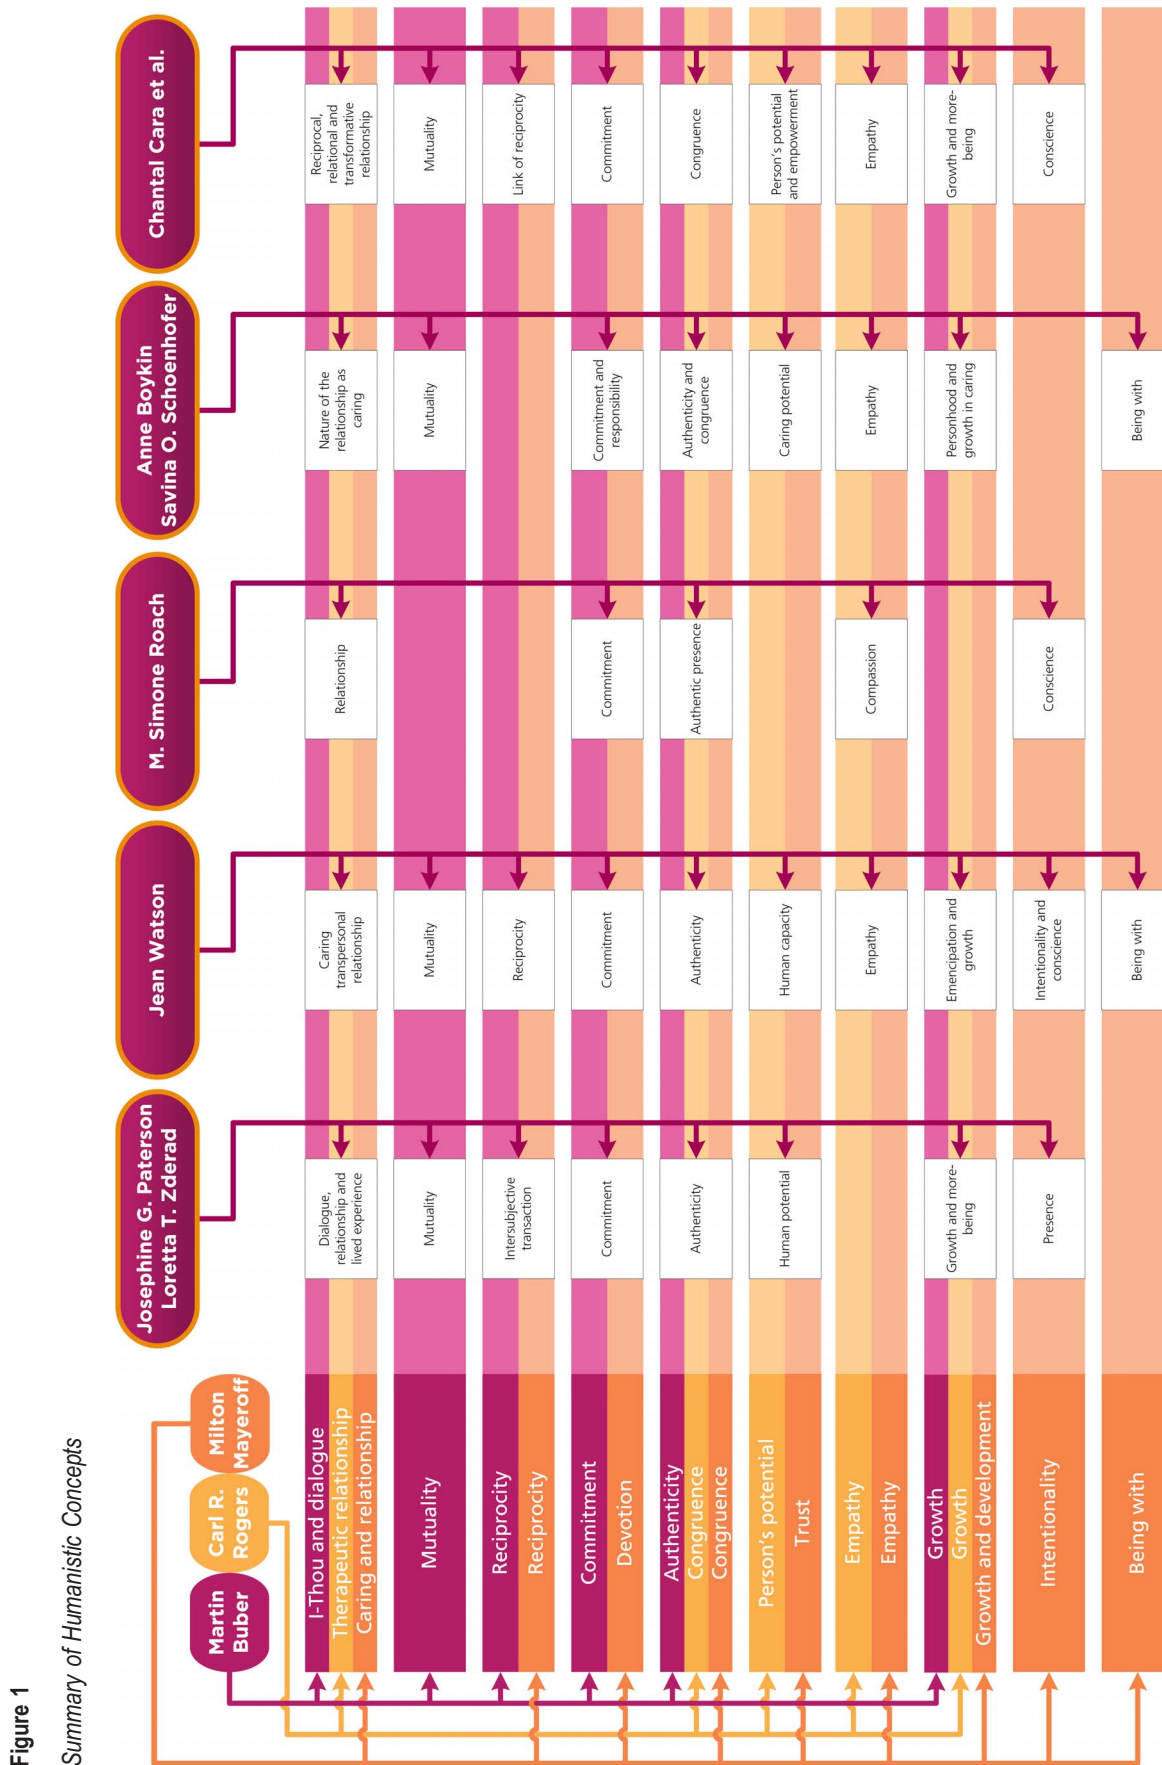 Figure 1
Summary of Humanistic Concepts
Martin
Buber
Carl R.
Rogers
Milton
Mayeroff
Josephine G. Paterson
Loretta T. Zderad
Jean Watson
M. Simone Roach
Anne Boykin
Savina O. Schoenhofer
Chantal Cara et al.
I-Thou and dialogue
Therapeutic relationship
Caring and relationship
Dialogue,
relationship and
lived experience
Caring
transpersonal
relationship
Relationship
Nature of the
relationship as
caring
Reciprocal,
relational and
transformative
relationship
Mutuality
Mutuality
Mutuality
Mutuality
Mutuality
Reciprocity
Reciprocity
Intersubjective
transaction
Reciprocity
Link of reciprocity
Commitment
Devotion
Commitment
Commitment
Commitment
Commitment and
responsibility
Commitment
Authenticity
Congruence
Congruence
Authenticity
Authenticity
Authentic presence
Authenticity and
congruence
Congruence
Person's potential
Trust
Human potential
Human capacity
Caring potential
Person's potential
and empowerment
Empathy
Empathy
Empathy
Compassion
Empathy
Empathy
Growth
Growth
Growth and development
Growth and more-
being
Emencipation and
growth
Personhood and
growth in caring
Growth and more-
being
Intentionality
Presence
Intentionality and
conscience
Conscience
Conscience
Being with
Being with
Being with